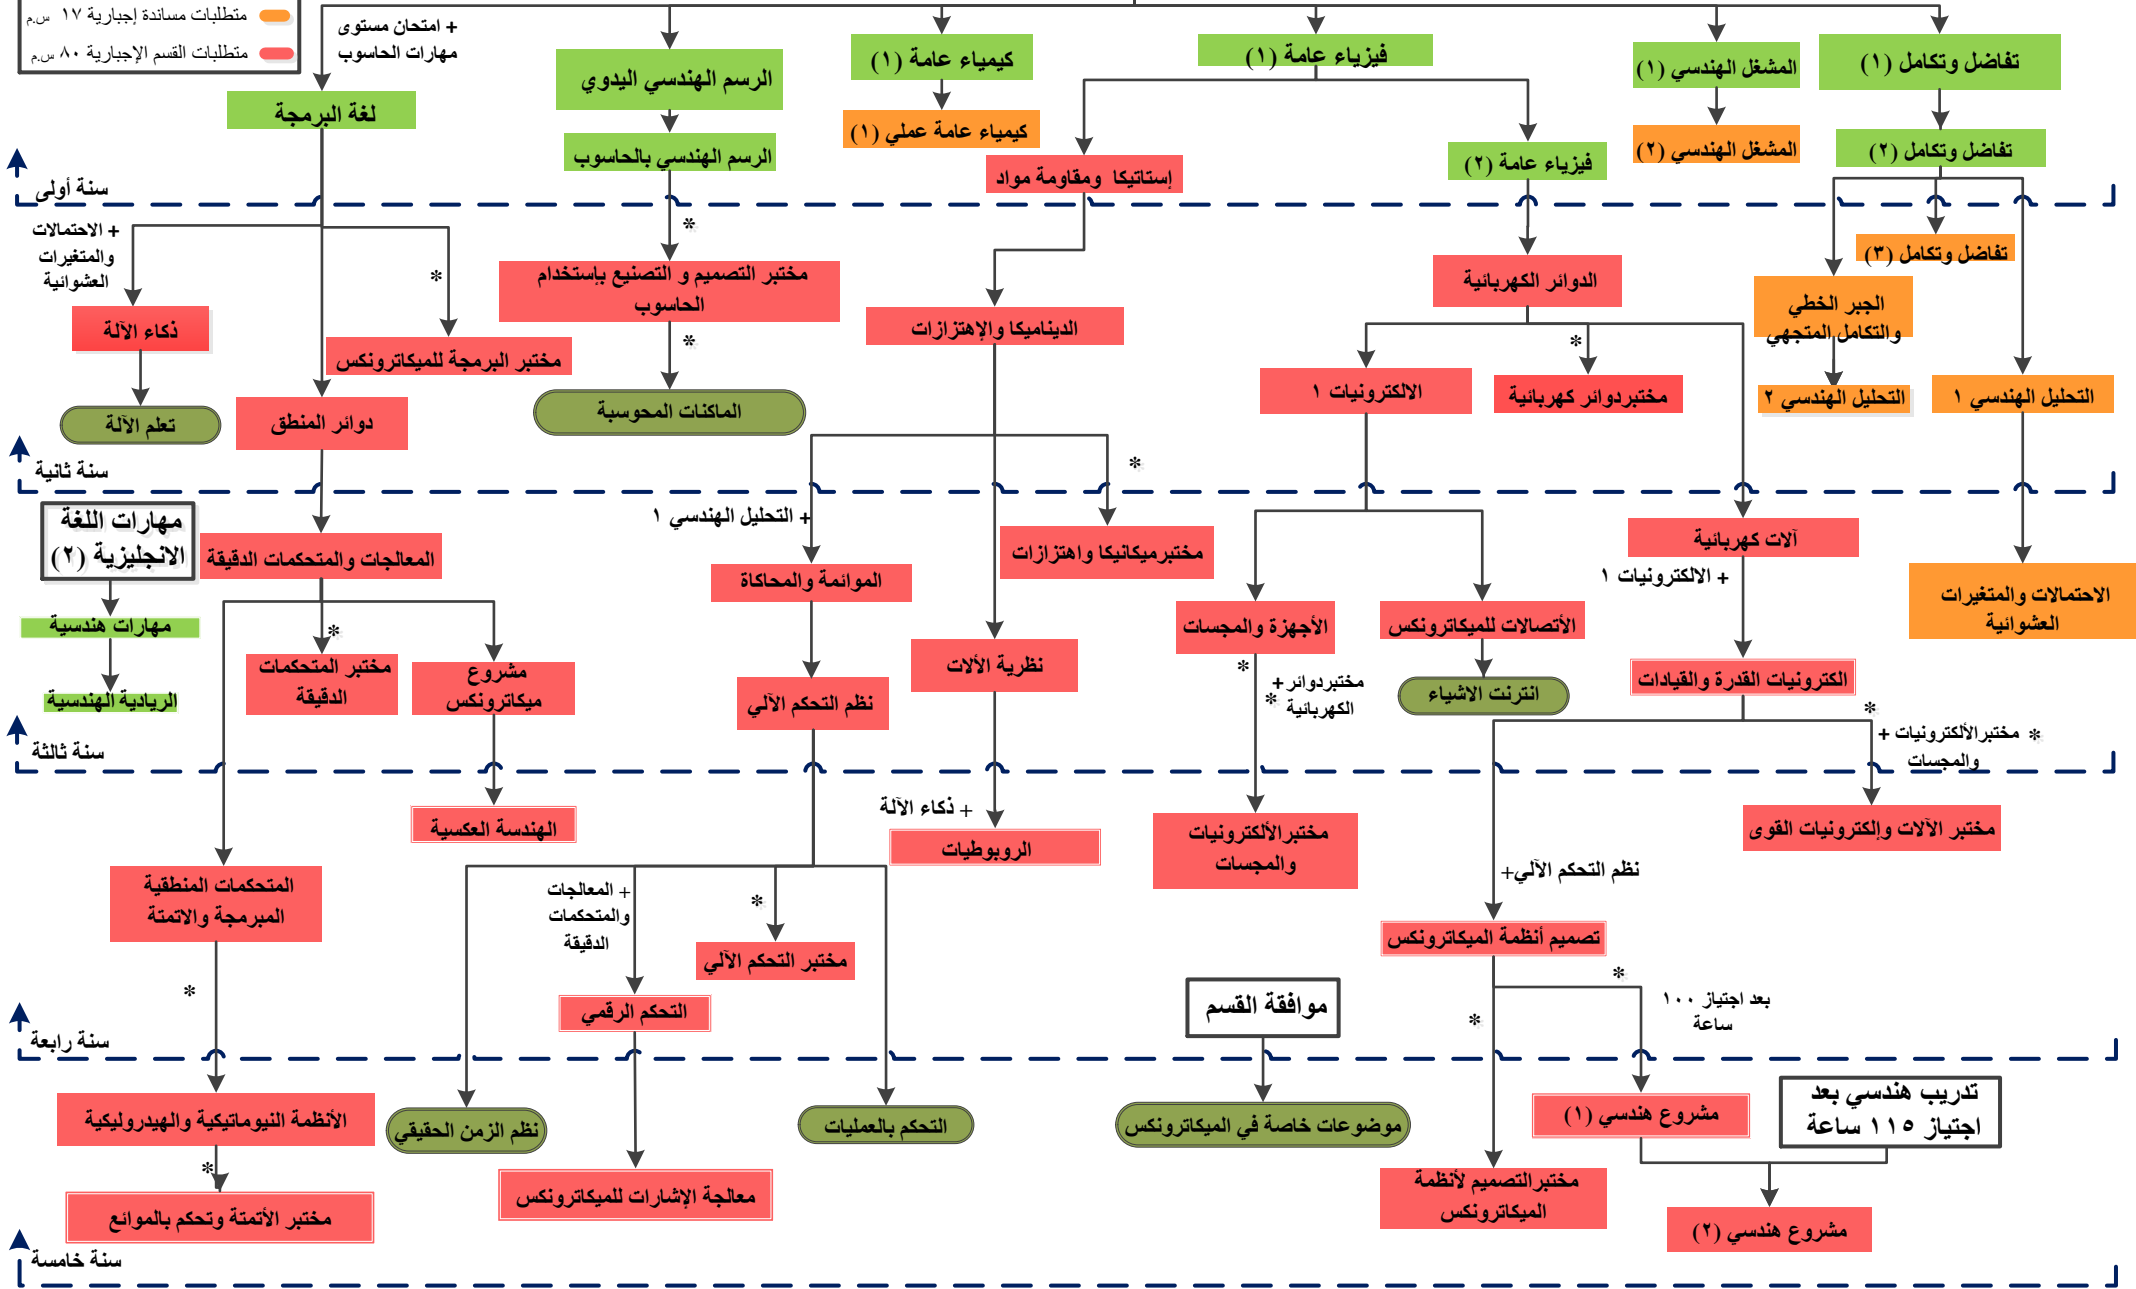 متطلبات مساندة إجبارية ١٧ س.م
متطلبات القسم الإجبارية ٨٠ س.م
+ امتحان مستوى
مهارات الحاسوب
تفاضل وتكامل (١)
المشغل الهندسي (١)
فيزياء عامة (١)
كيمياء عامة (١)
الرسم الهندسي اليدوي
لغة البرمجة
تفاضل وتكامل (٢)
المشغل الهندسي (٢)
فيزياء عامة (٢)
إستاتيكا ومقاومة مواد
كيمياء عامة عملي (١)
الرسم الهندسي بالحاسوب
سنة أولى
*
+ الاحتمالات
والمتغيرات
العشوائية
*
تفاضل وتكامل (٣)
الجبر الخطي
والتكامل المتجهي
الدوائر الكهربائية
الديناميكا والإهتزازات
مختبر التصميم و التصنيع بإستخدام
الحاسوب
*
مختبر البرمجة للميكاترونكس
ذكاء الآلة
*
التحليل الهندسي ١
التحليل الهندسي ٢
مختبردوائر كهربائية
الالكترونيات ١
الماكنات المحوسبة
دوائر المنطق
تعلم الآلة
*
سنة ثانية
مهارات اللغة
الانجليزية (٢)
مهارات هندسية
الريادية الهندسية
+ التحليل الهندسي ١
آلات كهربائية
+ الالكترونيات ١
مختبرميكانيكا واهتزازات
الموائمة والمحاكاة
المعالجات والمتحكمات الدقيقة
الاحتمالات والمتغيرات
العشوائية
الأتصالات للميكاترونكس
الأجهزة والمجسات
نظرية الألات
*
مختبر المتحكمات
الدقيقة
مشروع
ميكاترونكس
الكترونيات القدرة والقيادات
انترنت الاشياء
*
مختبردوائر+
الكهربائية *
نظم التحكم الآلي
*
* مختبرالألكترونيات +
والمجسات
سنة ثالثة
الهندسة العكسية
+ ذكاء الآلة
الروبوطيات
مختبرالألكترونيات
والمجسات
مختبر الآلات وإلكترونيات القوى
نظم التحكم الآلي+
المتحكمات المنطقية
المبرمجة والاتمتة
+ المعالجات
والمتحكمات
الدقيقة
*
مختبر التحكم الآلي
تصميم أنظمة الميكاترونكس
*
*
التحكم الرقمي
موافقة القسم
*
بعد اجتياز ١٠٠
ساعة
سنة رابعة
تدريب هندسي بعد
اجتياز ١١٥ ساعة
مشروع هندسي (١)
موضوعات خاصة في الميكاترونكس
التحكم بالعمليات
نظم الزمن الحقيقي
الأنظمة النيوماتيكية والهيدروليكية
*
مختبرالتصميم لأنظمة
الميكاترونكس
معالجة الإشارات للميكاترونكس
مختبر الأتمتة وتحكم بالموائع
مشروع هندسي (٢)
سنة خامسة